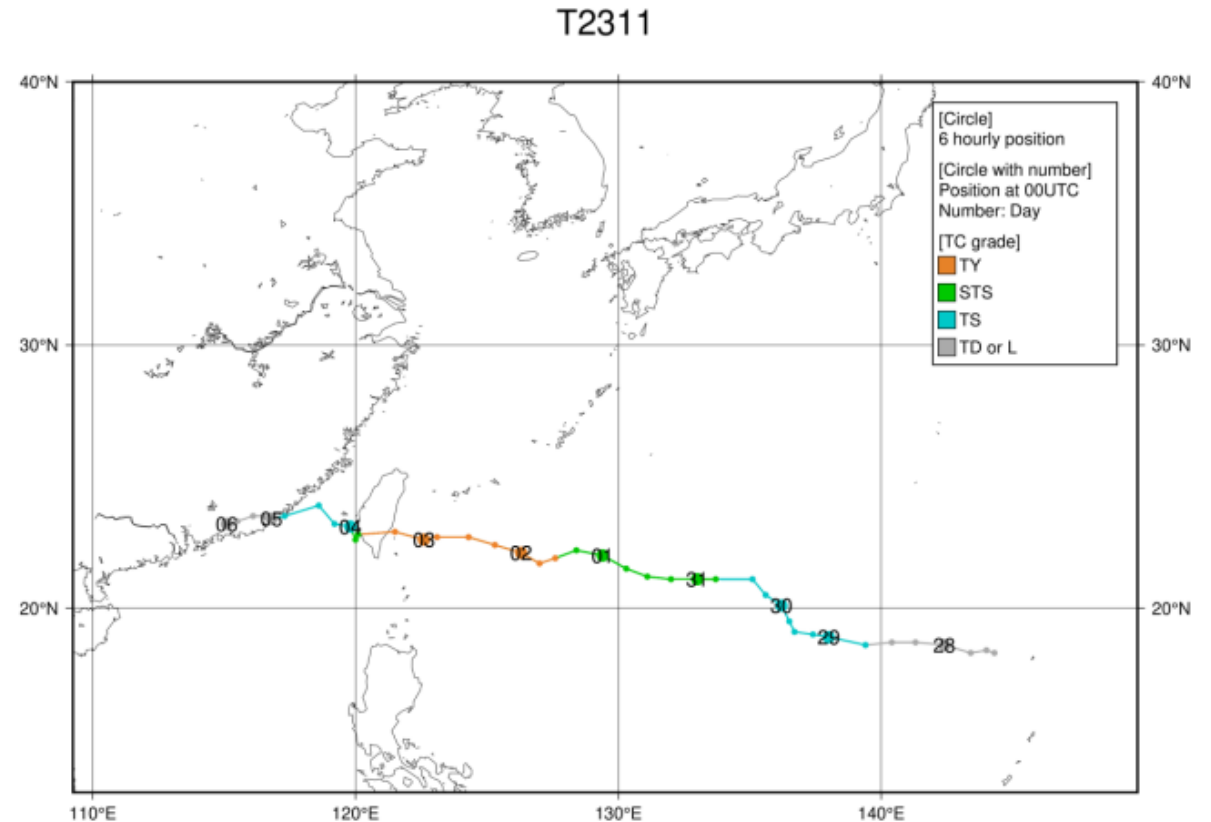 T2311
40°N
40°N
[Circle]
6 hourly position
[Circle with number]
Position at 00UTC
Number: Day
[TC grade]
TY
STS
TS
TD or L
30°N
30°N
06
05
04
03
02
01
31
30
29
28
20°N
20°N
110°E
120°E
130°E
140°E